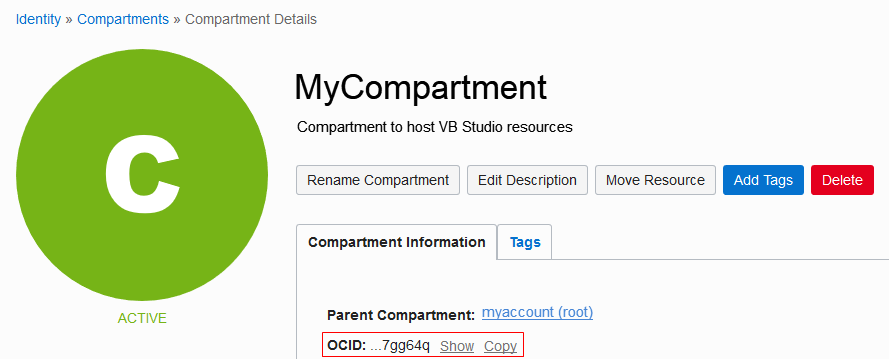 Identity » Compartments » Compartment Details
C
ACTIVE
MyCompartment
Compartment to host VB Studio resources
Rename Compartment Edit Description Move Resource Add Tags Delete
Compartment Information Tags
Parent Compartment: myaccount (root)
OCID: ...7gg64q Show Copy